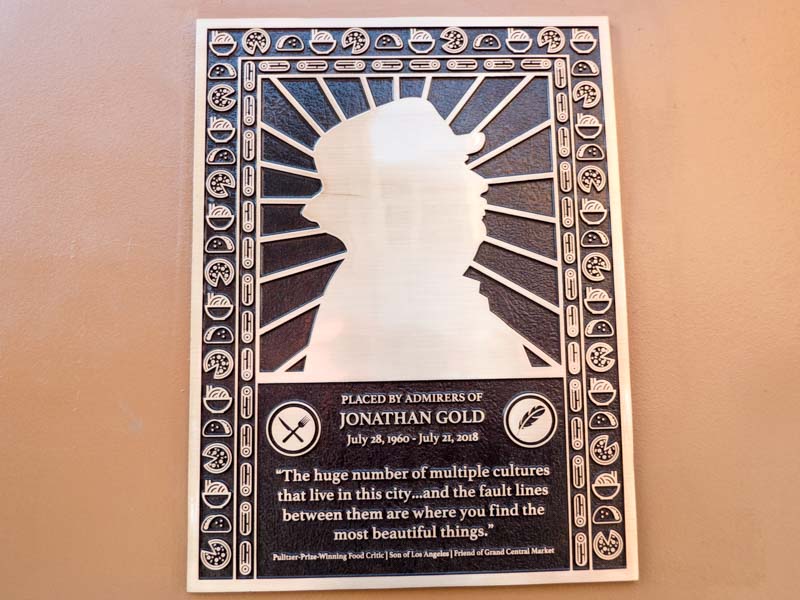 PLACED BY ADMIRERS OF
JONATHAN GOLD
July 28, 1960 - July 21, 2018
“The huge number of multiple cultures
that live in this city...and the fault lines
between them are where you find the
most beautiful things.”
Pulitzer-Prize-Winning Food Critic | Son of Los Angeles | Friend of Grand Central Market